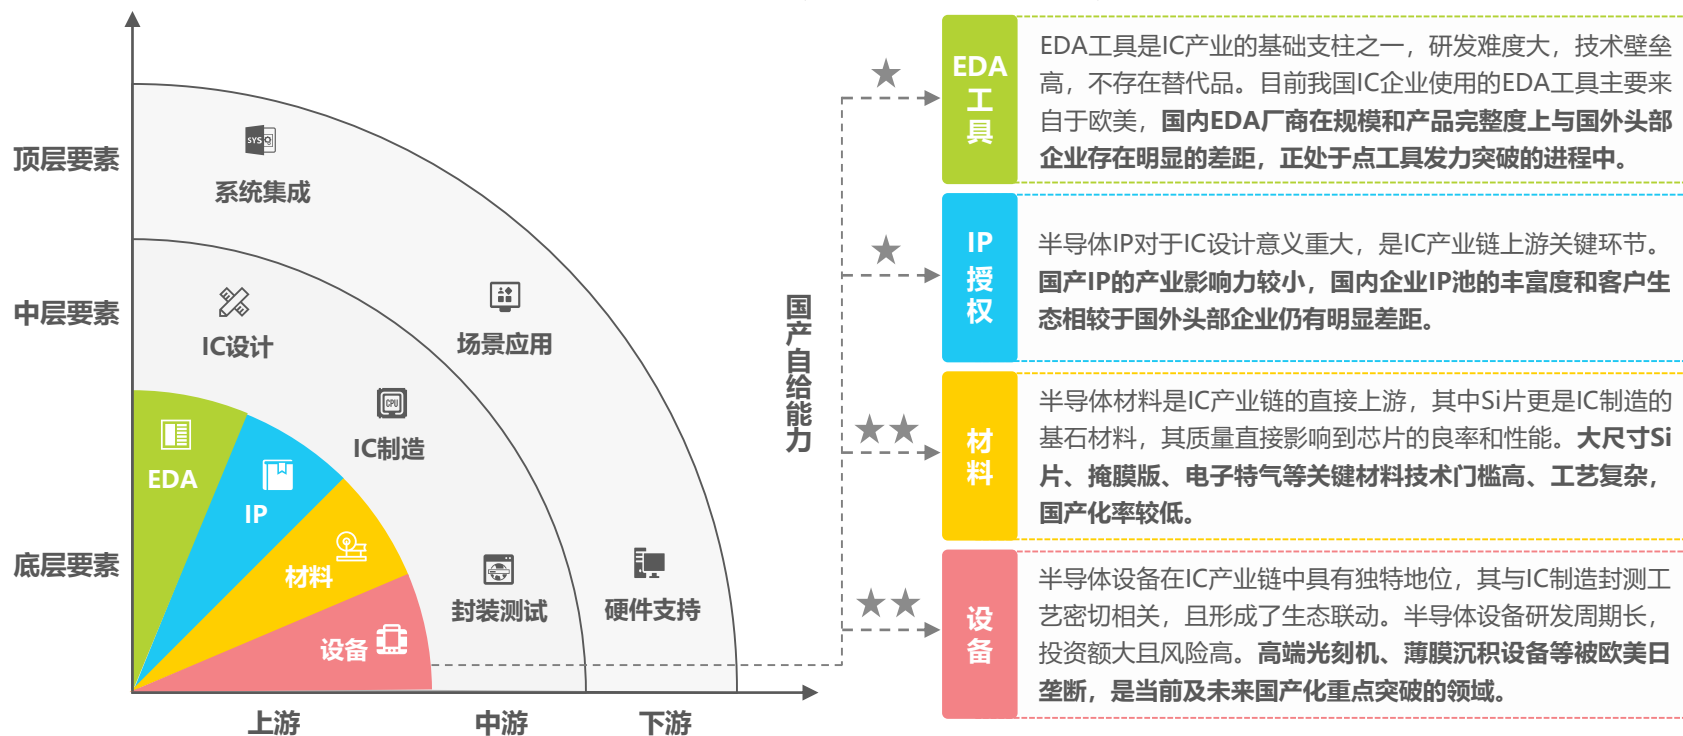 顶层要素
中层要素
底层要素
SYS
系统集成
IC设计
场景应用
CPU
IC制造
EDA
IP
材料
设备
封装测试
硬件支持
上游
中游
下游
国产自给能力
EDA
工
具
EDA工具是IC产业的基础支柱之一，研发难度大，技术壁垒
高，不存在替代品。目前我国IC企业使用的EDA工具主要来
自于欧美，国内EDA厂商在规模和产品完整度上与国外头部
企业存在明显的差距，正处于点工具发力突破的进程中。
IP
授
权
半导体IP对于IC设计意义重大，是IC产业链上游关键环节。
国产IP的产业影响力较小，国内企业IP池的丰富度和客户生
态相较于国外头部企业仍有明显差距。
材
料
半导体材料是IC产业链的直接上游，其中Si片更是IC制造的
基石材料，其质量直接影响到芯片的良率和性能。大尺寸Si
片、掩膜版、电子特气等关键材料技术门槛高、工艺复杂，
国产化率较低。
设
备
半导体设备在IC产业链中具有独特地位，其与IC制造封测工
艺密切相关，且形成了生态联动。半导体设备研发周期长，
投资额大且风险高。高端光刻机、薄膜沉积设备等被欧美日
垄断，是当前及未来国产化重点突破的领域。